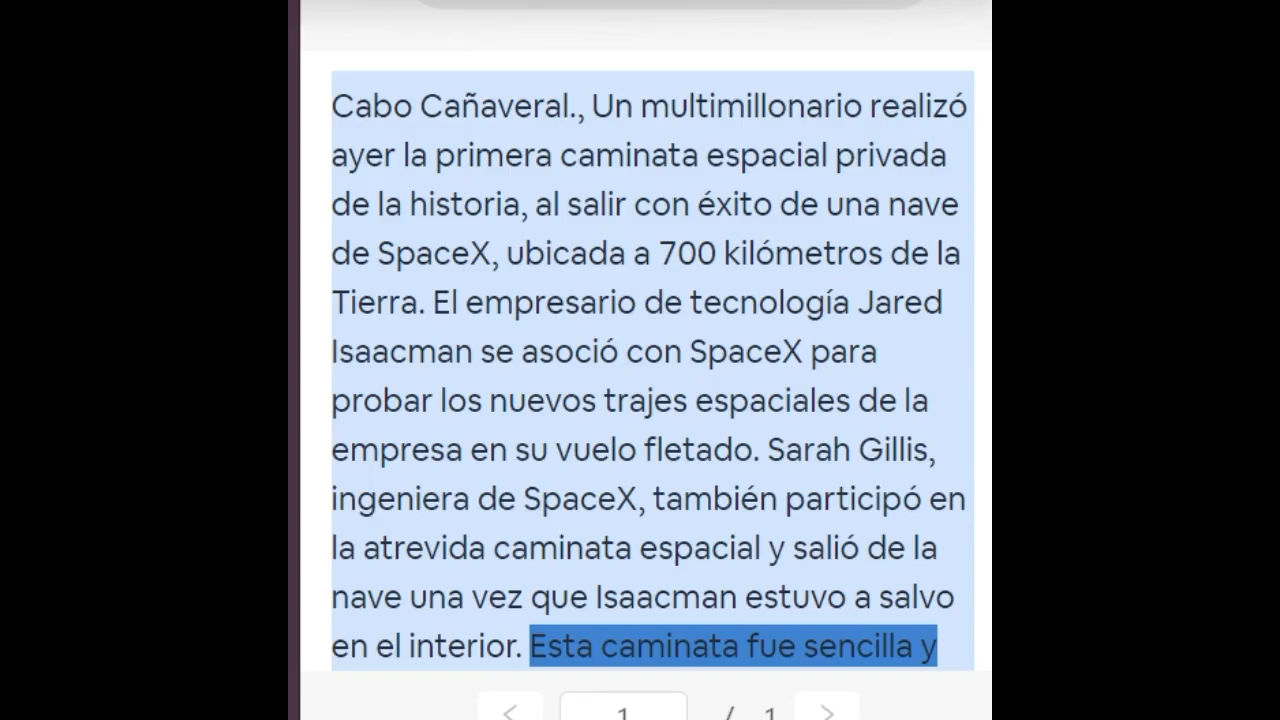 Cabo Cañaveral., Un multimillonario realizó
ayer la primera caminata espacial privada
de la historia, al salir con éxito de una nave
de SpaceX, ubicada a 700 kilómetros de la
Tierra. El empresario de tecnología Jared
Isaacman se asoció con SpaceX para
probar los nuevos trajes espaciales de la
empresa en su vuelo fletado. Sarah Gillis,
ingeniera de SpaceX, también participó en
la atrevida caminata espacial y salió de la
nave una vez que Isaacman estuvo a salvo
en el interior. Esta caminata fue sencilla y
< 1 / 1 >